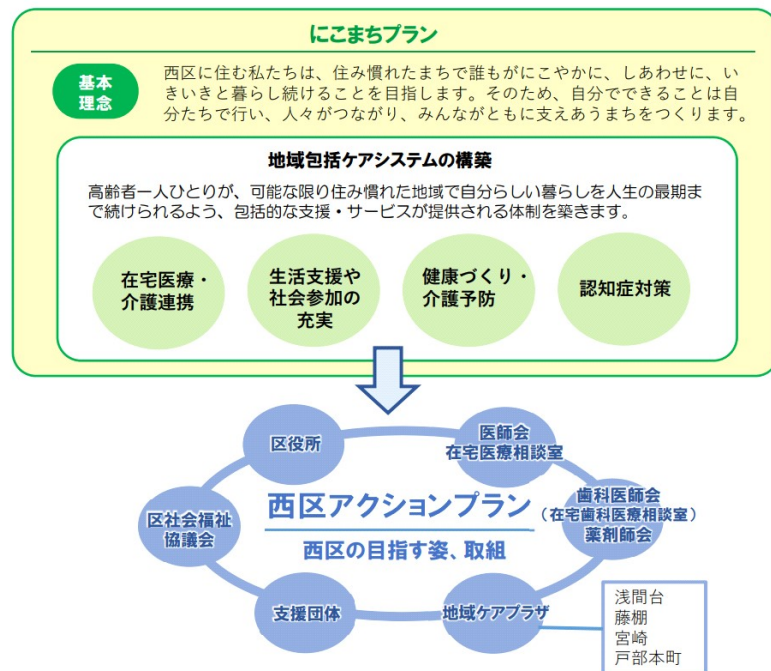 にこまちプラン
基本
理念
西区に住む私たちは、住み慣れたまちで誰もがにこやかに、しあわせに、い
きいきと暮らし続けることを目指します。そのため、自分でできることは自
分たちで行い、人々がつながり、みんながともに支えあうまちをつくります。
地域包括ケアシステムの構築
高齢者一人ひとりが、可能な限り住み慣れた地域で自分らしい暮らしを人生の最期ま
で続けられるよう、包括的な支援・サービスが提供される体制を築きます。
在宅医療・
介護連携
生活支援や
社会参加の
充実
健康づくり・
介護予防
認知症対策
区役所
医師会
在宅医療相談室
区社会福祉
協議会
西区アクションプラン
西区の目指す姿、取組
歯科医師会
（在宅歯科医療相談室）
薬剤師会
支援団体
地域ケアプラザ
浅間台
藤棚
宮崎
戸部本町